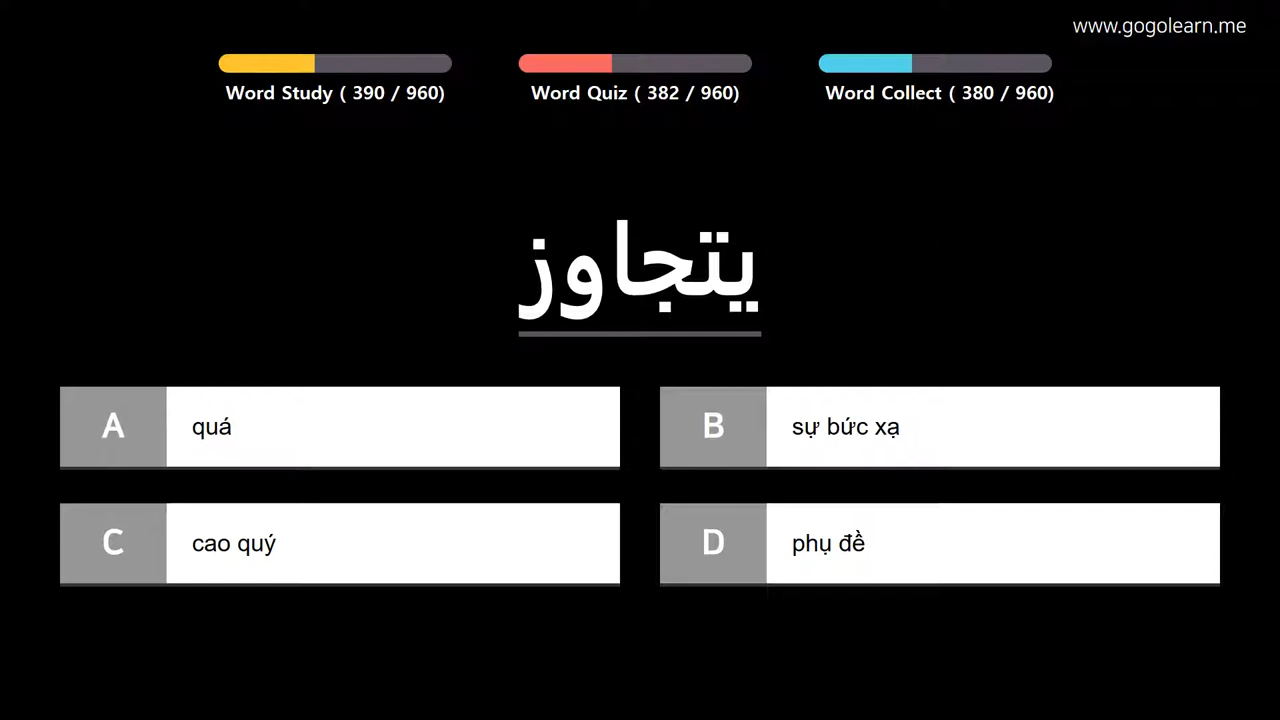 www.gogolearn.me
Word Study ( 390 / 960)
Word Quiz ( 382 / 960)
Word Collect ( 380 / 960)
يتجاوز
A quá
B sự bức xạ
C cao quý
D phụ đề